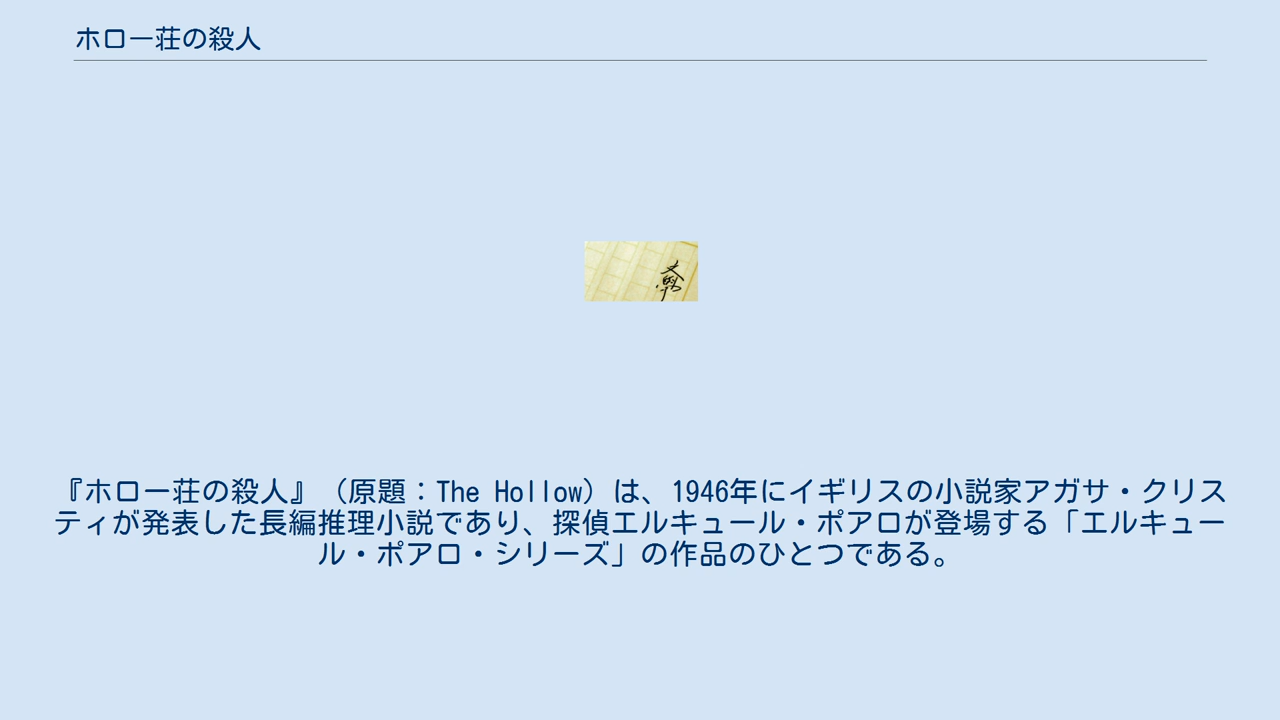 ホロー荘の殺人
『ホロー荘の殺人』（原題：The Hollow）は、1946年にイギリスの小説家アガサ・クリス
ティが発表した長編推理小説であり、探偵エルキュール・ポアロが登場する「エルキュー
ル・ポアロ・シリーズ」の作品のひとつである。